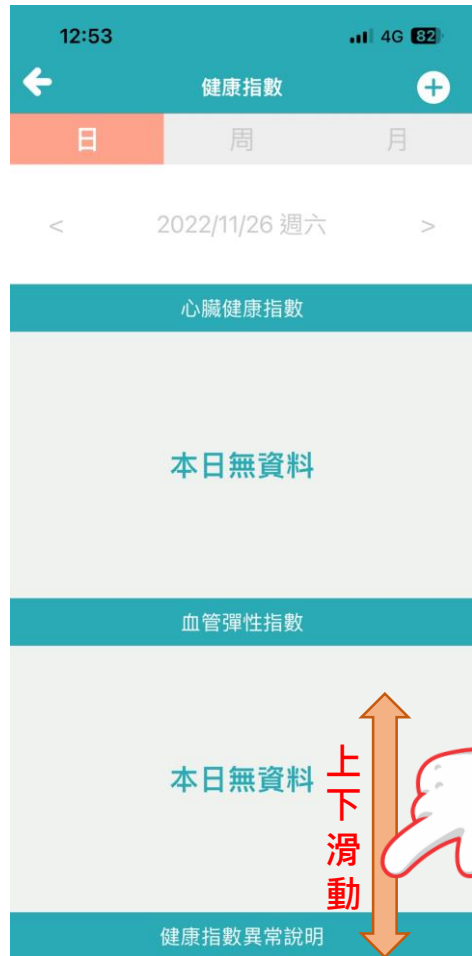 12:53 4G 82
健康指數
日 周 月
< 2022/11/26 週六 >
心臟健康指數
本日無資料
血管彈性指數
本日無資料
上下滑動
健康指數異常說明